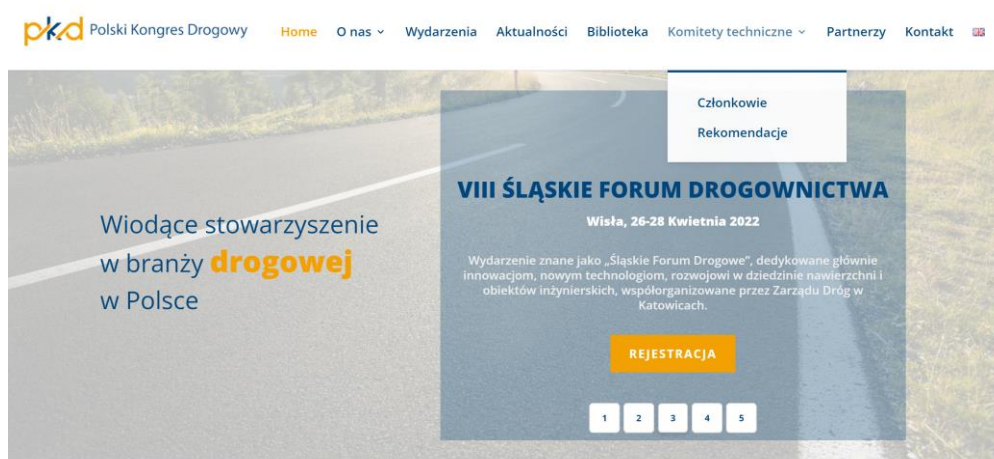 pkd Polski Kongres Drogowy
Home O nas Wydarzenia Aktualności Biblioteka Komitety techniczne Partnerzy Kontakt
Członkowie
Rekomendacje
Wiodące stowarzyszenie
w branży drogowej
w Polsce
VIII ŚLĄSKIE FORUM DROGOWNICTWA
Wisła, 26-28 Kwietnia 2022
Wydarzenie znane jako „Śląskie Forum Drogowe”, dedykowane głównie
innowacjom, nowym technologiom, rozwojowi w dziedzinie nawierzchni i
obiektów inżynierskich, współorganizowane przez Zarządu Dróg w
Katowicach.
REJESTRACJA
1 2 3 4 5